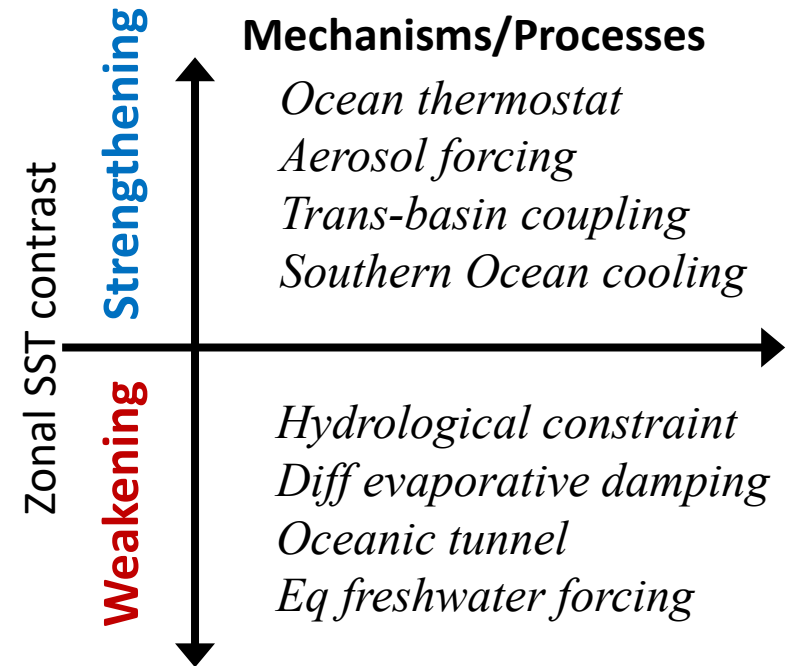 Mechanisms/Processes
Zonal SST contrast
Strengthening
Ocean thermostat
Aerosol forcing
Trans-basin coupling
Southern Ocean cooling
Weakening
Hydrological constraint
Diff evaporative damping
Oceanic tunnel
Eq freshwater forcing